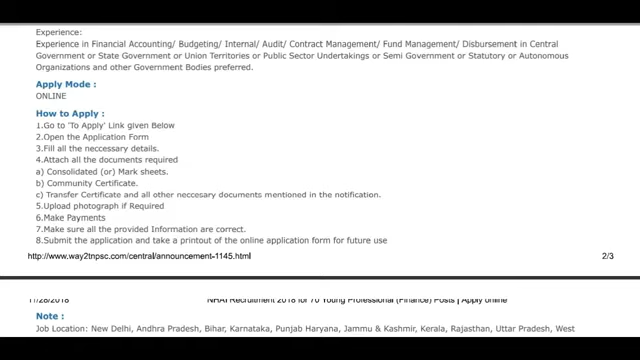 Experience:
Experience in Financial Accounting/ Budgeting/ Internal/ Audit/ Contract Management/ Fund Management/ Disbursement in Central
Government or State Government or Union Territories or Public Sector Undertakings or Semi Government or Statutory or Autonomous
Organizations and other Government Bodies preferred.
Apply Mode :
ONLINE
How to Apply :
1.Go to 'To Apply' Link given Below
2.Open the Application Form
3.Fill all the neccessary details.
4.Attach all the documents required
a) Consolidated (or) Mark sheets.
b) Community Certificate.
c) Transfer Certificate and all other neccesary documents mentioned in the notification.
5.Upload photograph if Required
6.Make Payments
7.Make sure all the provided Information are correct.
8.Submit the application and take a printout of the online application form for future use
http://www.way2tnpsc.com/central/announcement-1145.html 2/3
11/28/2018 NHAI Recruitment 2018 for 70 Young Professional (Finance) Posts | Apply online
Note :
Job Location: New Delhi, Andhra Pradesh, Bihar, Karnataka, Punjab Haryana, Jammu & Kashmir, Kerala, Rajasthan, Uttar Pradesh, West